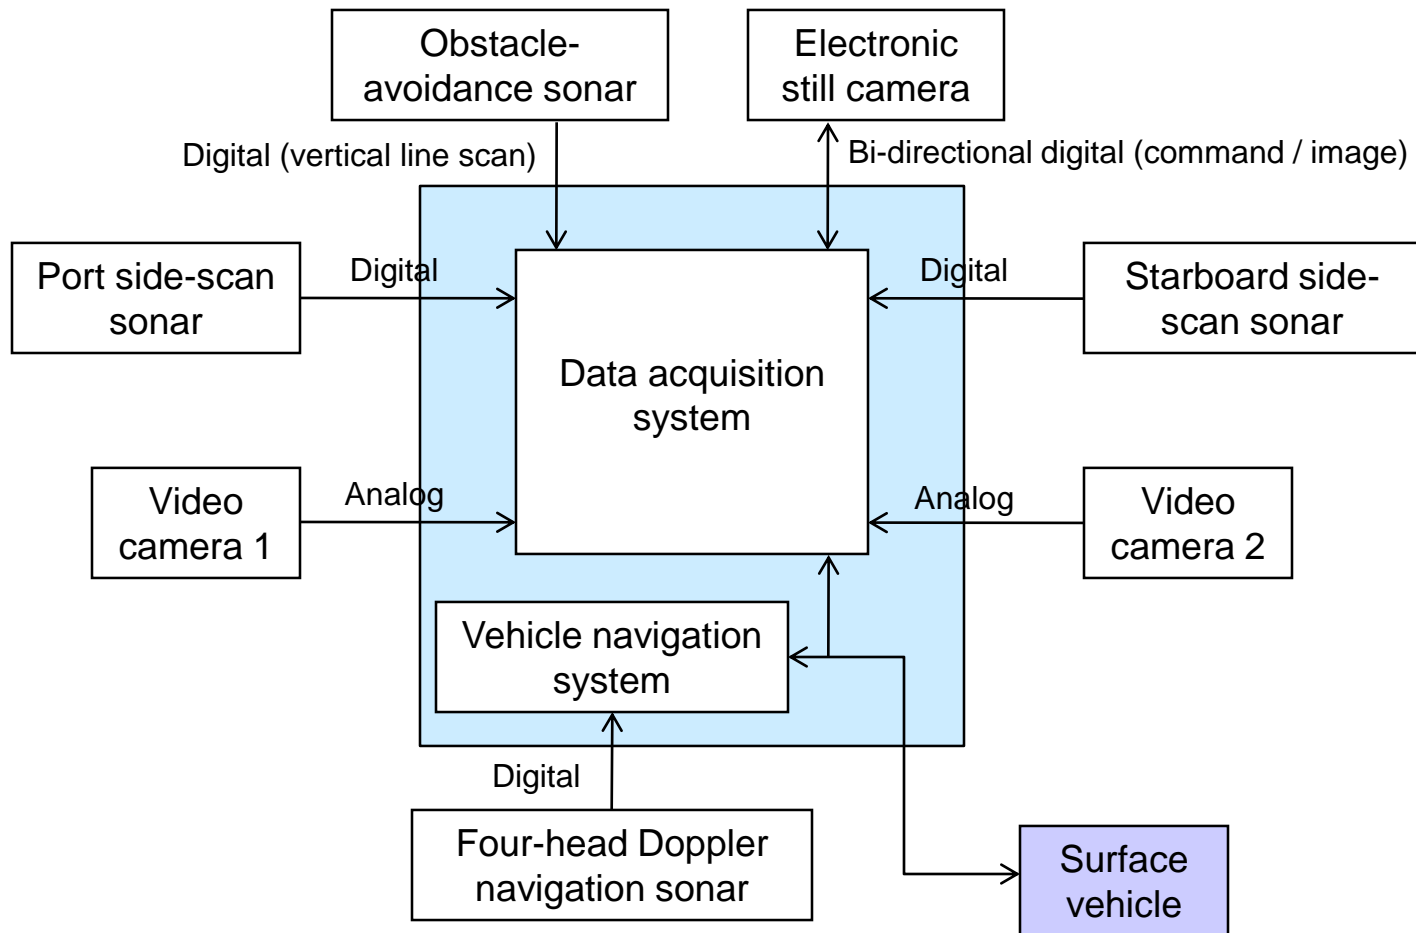 Obstacle-
avoidance sonar
Electronic
still camera
Digital (vertical line scan)
Bi-directional digital (command / image)
Port side-scan
sonar
Digital
Digital
Starboard side-
scan sonar
Data acquisition
system
Video
camera 1
Analog
Analog
Video
camera 2
Vehicle navigation
system
Digital
Four-head Doppler
navigation sonar
Surface
vehicle